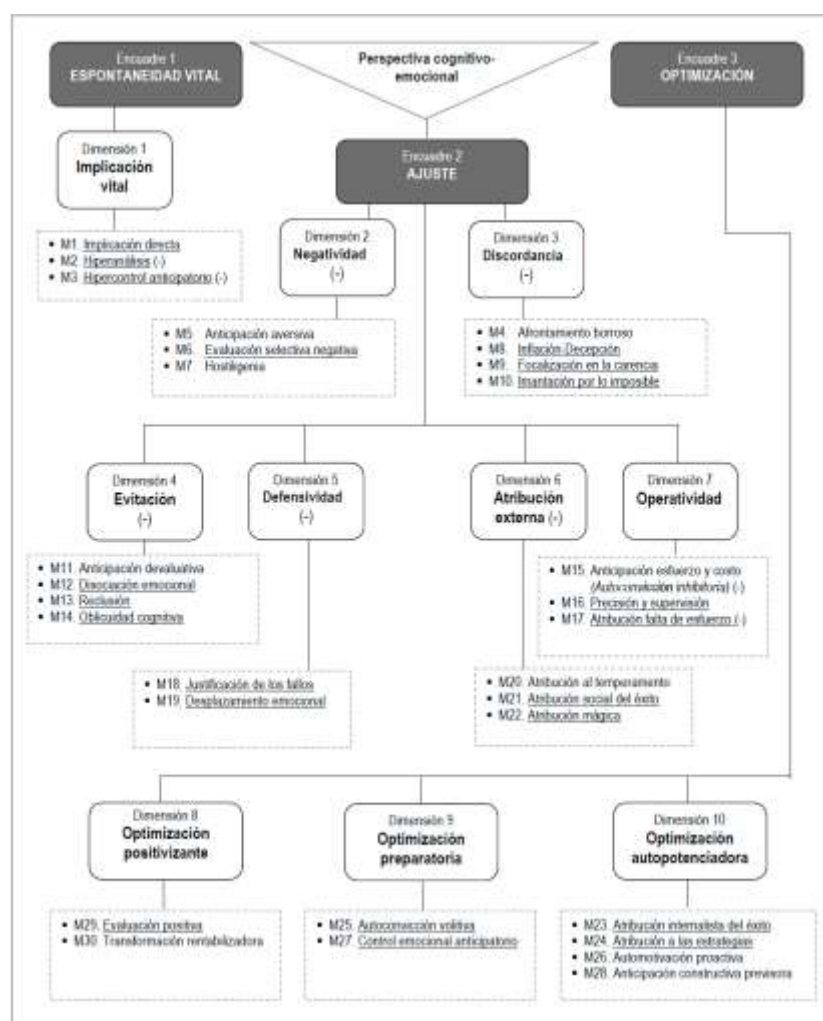 Encuadre 1
ESPONTANEIDAD VITAL
Perspectiva cognitivo-
emocional
Encuadre 3
OPTIMIZACIÓN
Dimensión 1
Implicación
vital
Encuadre 2
AJUSTE
• M1 Implicación directa
• M2 Hiperanálisis (-)
• M3 Hipercontrol anticipatorio (-)
Dimensión 2
Negatividad
(-)
Dimensión 3
Discordancia
(-)
• M5 Anticipación aversiva
• M6. Evaluación selectiva negativa
• M7 Hostiligenia
• M4 Afrontamiento borroso
• M8 Inflación-Decepción
• M9. Focalización en la carencia
• M10. Imantación por lo imposible
Dimensión 4
Evitación
(-)
Dimensión 5
Defensividad
(-)
Dimensión 6
Atribución
externa (-)
Dimensión 7
Operatividad
• M11. Anticipación devaluativa
• M12. Disociación emocional
• M13. Reclusión
• M14. Oblicuidad cognitiva
• M15. Anticipación esfuerzo y costo
(Autocomisión inhibitoria) (-)
• M16. Precisión y supervisión
• M17. Atribución falta de esfuerzo (-)
• M18. Justificación de los fallos
• M19. Desplazamiento emocional
• M20. Atribución al temperamento
• M21. Atribución social del éxito
• M22. Atribución mágica
Dimensión 8
Optimización
positivizante
Dimensión 9
Optimización
preparatoria
Dimensión 10
Optimización
autopotenciadora
• M29. Evaluación positiva
• M30. Transformación rentabilizadora
• M25. Autoconvicción volitiva
• M27. Control emocional anticipatorio
• M23. Atribución internalista del éxito
• M24. Atribución a las estrategias
• M26. Automotivación proactiva
• M28. Anticipación constructiva previsora